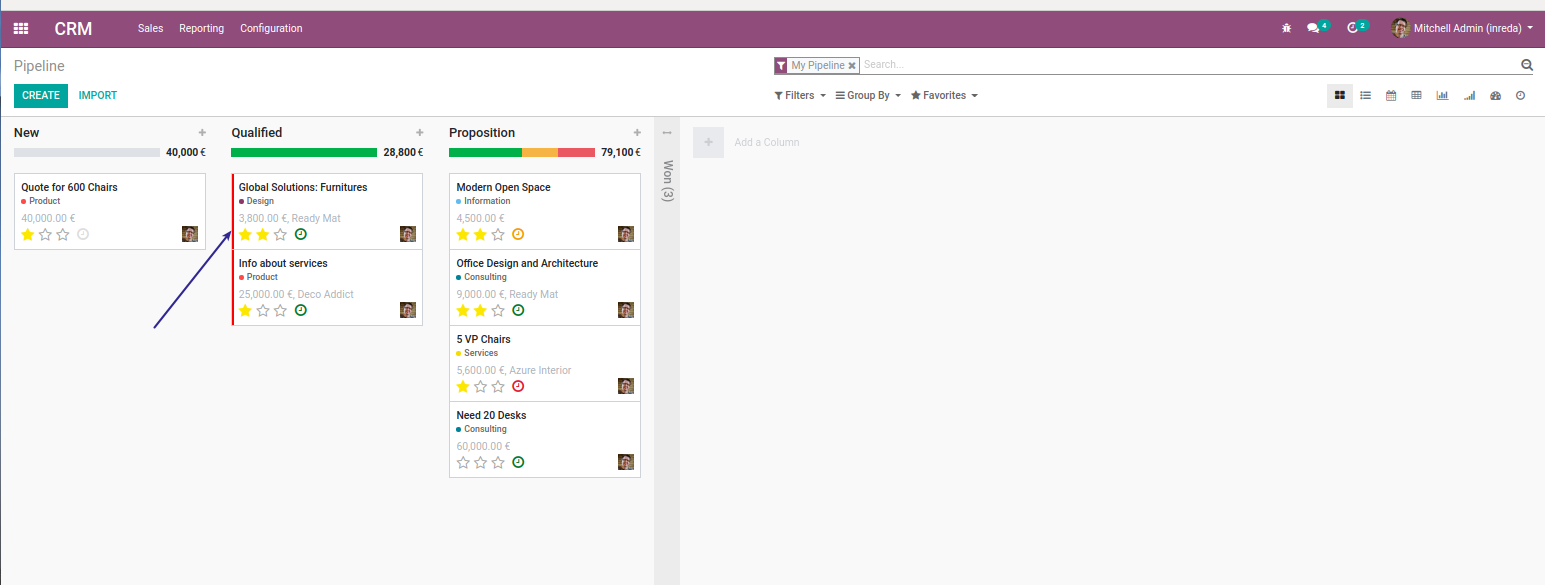 CRM Sales Reporting Configuration 4 2 Mitchell Admin (inreda)
Pipeline
My Pipeline Search...
CREATE IMPORT
Filters Group By Favorites
New
40,000 €
Quote for 600 Chairs
Product
40,000.00 €
Qualified
28,800 €
Global Solutions: Furnitures
Design
3,800.00 €, Ready Mat
Info about services
Product
25,000.00 €, Deco Addict
Proposition
79,100 €
Modern Open Space
Information
4,500.00 €
Office Design and Architecture
Consulting
9,000.00 €, Ready Mat
5 VP Chairs
Services
5,600.00 €, Azure Interior
Need 20 Desks
Consulting
60,000.00 €
Won (3)
Add a Column